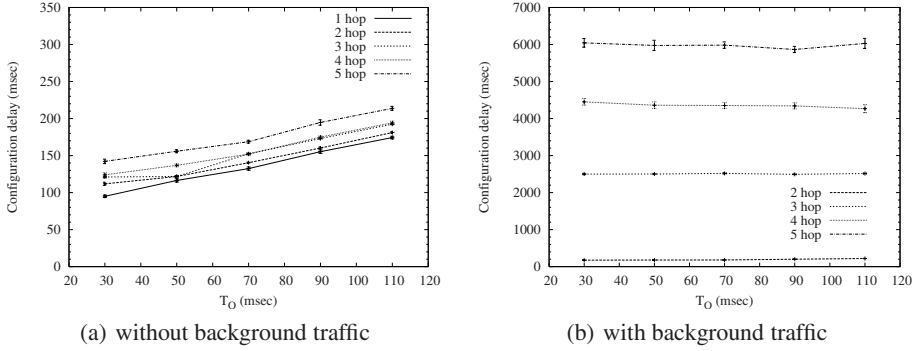 350
300
250
200
150
100
50
0
Configuration delay (msec)
1 hop
2 hop
3 hop
4 hop
5 hop
20 30 40 50 60 70 80 90 100 110 120
T_O (msec)
(a) without background traffic
7000
6000
5000
4000
3000
2000
1000
0
Configuration delay (msec)
2 hop
3 hop
4 hop
5 hop
20 30 40 50 60 70 80 90 100 110 120
T_O (msec)
(b) with background traffic